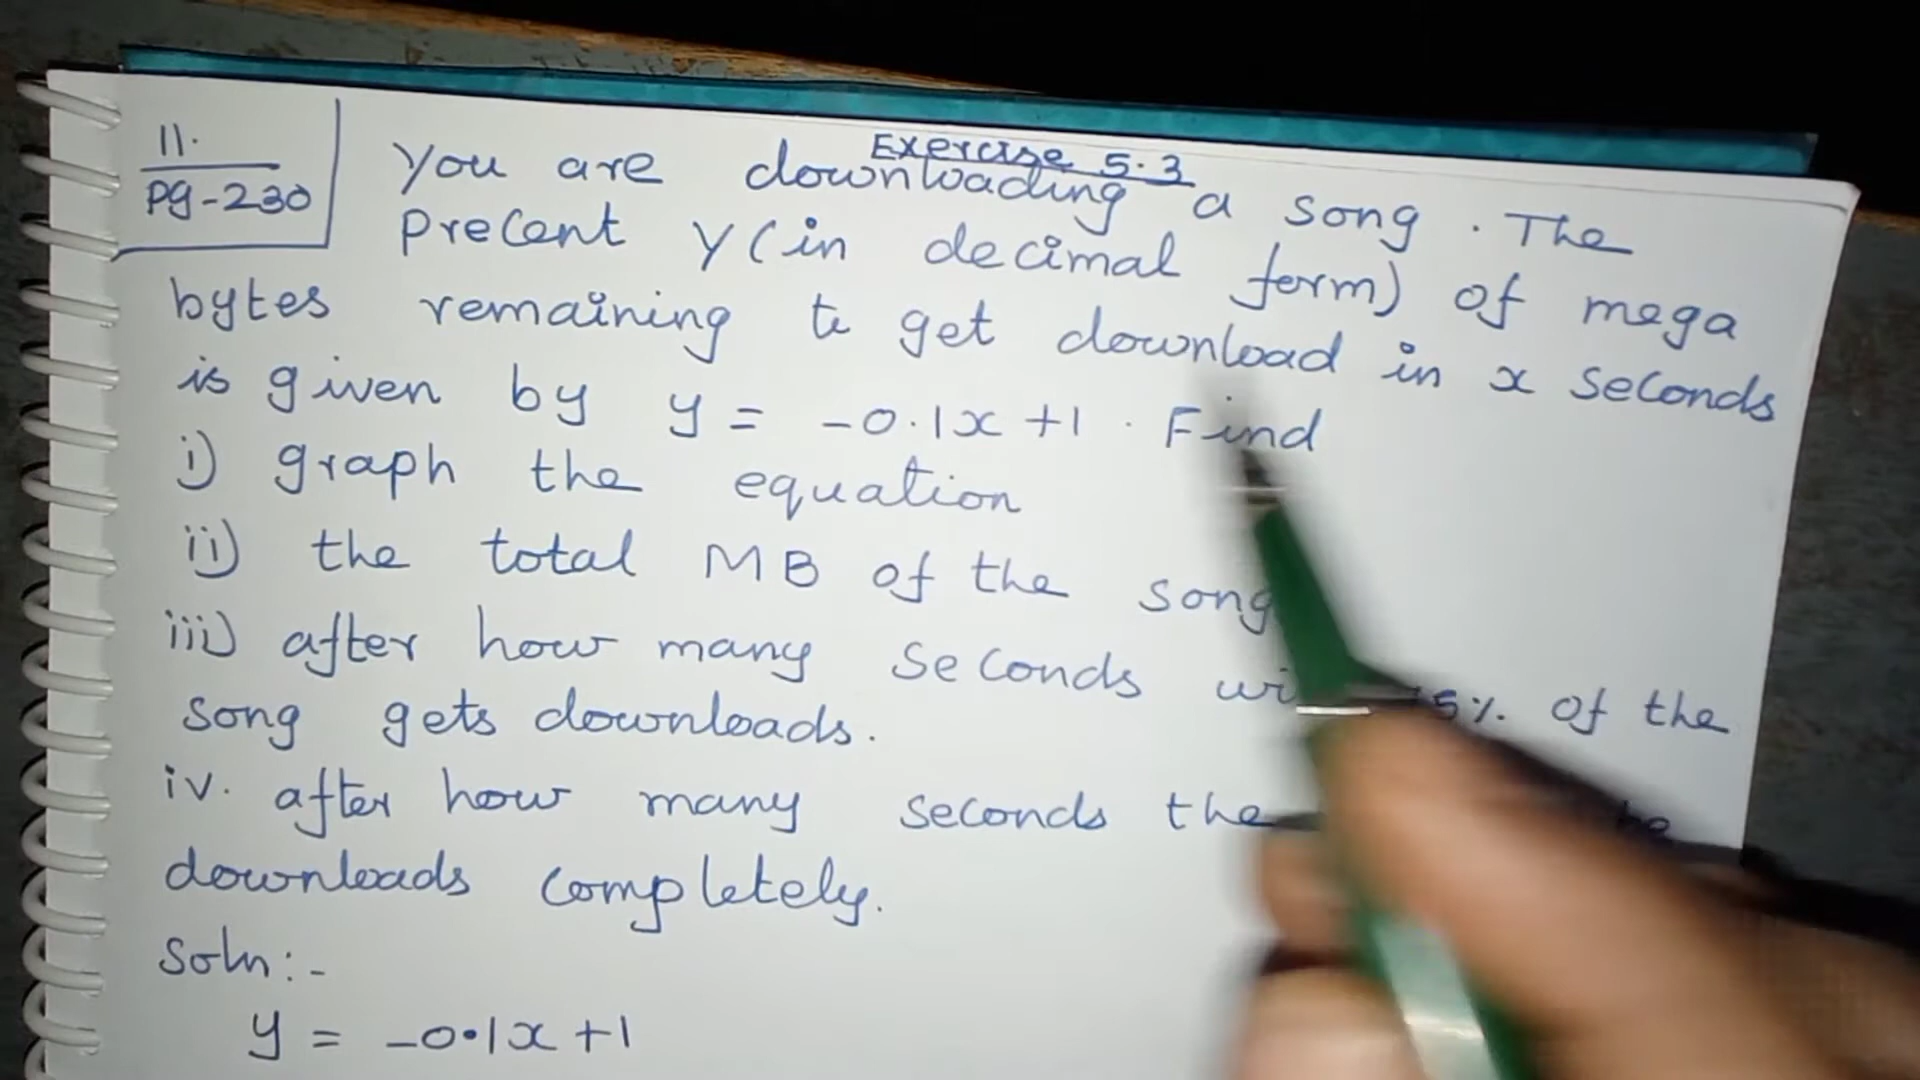 11.
Pg-230
Exercise 5.3
You are downloading a song. The
precent y (in decimal form) of mega
bytes remaining to get download in x seconds
is given by y = -0.1x +1. Find
i) graph the equation
ii) the total MB of the song
iii) after how many seconds 5% of the
song gets downloads.
iv. after how many seconds the
downloads completely.
Soln:-
y = -0.1x +1